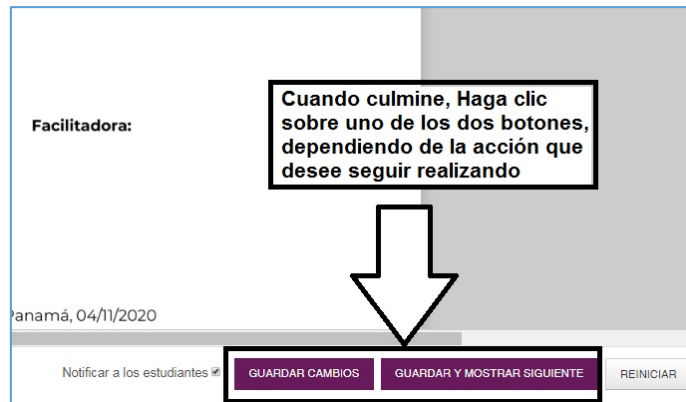 Cuando culmine, Haga clic
sobre uno de los dos botones,
dependiendo de la acción que
desee seguir realizando
Facilitadora:
Panamá, 04/11/2020
Notificar a los estudiantes GUARDAR CAMBIOS GUARDAR Y MOSTRAR SIGUIENTE REINICIAR